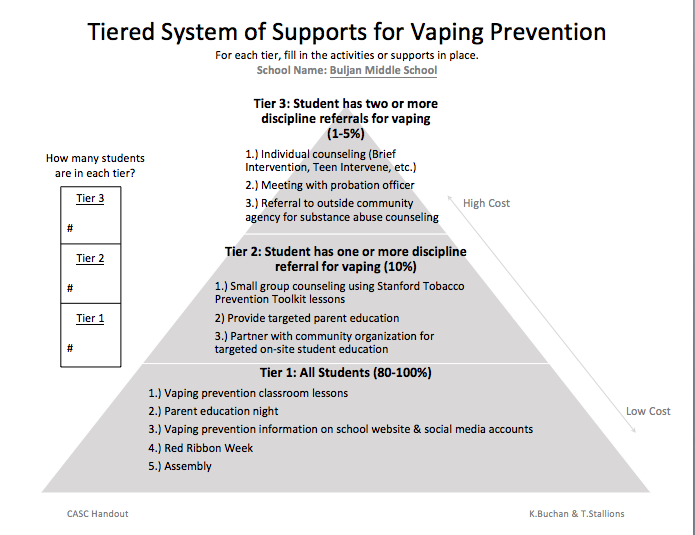 Tiered System of Supports for Vaping Prevention
For each tier, fill in the activities or supports in place.
School Name: Buljan Middle School
Tier 3: Student has two or more
discipline referrals for vaping
(1-5%)
1.) Individual counseling (Brief
Intervention, Teen Intervene, etc.)
2.) Meeting with probation officer
3.) Referral to outside community
agency for substance abuse counseling
How many students
are in each tier?
Tier 3
#
Tier 2
#
Tier 1
#
High Cost
Tier 2: Student has one or more discipline
referral for vaping (10%)
1.) Small group counseling using Stanford Tobacco
Prevention Toolkit lessons
2) Provide targeted parent education
3.) Partner with community organization for
targeted on-site student education
Tier 1: All Students (80-100%)
1.) Vaping prevention classroom lessons
2.) Parent education night
3.) Vaping prevention information on school website & social media accounts
4.) Red Ribbon Week
5.) Assembly
Low Cost
CASC Handout
K.Buchan & T.Stallions